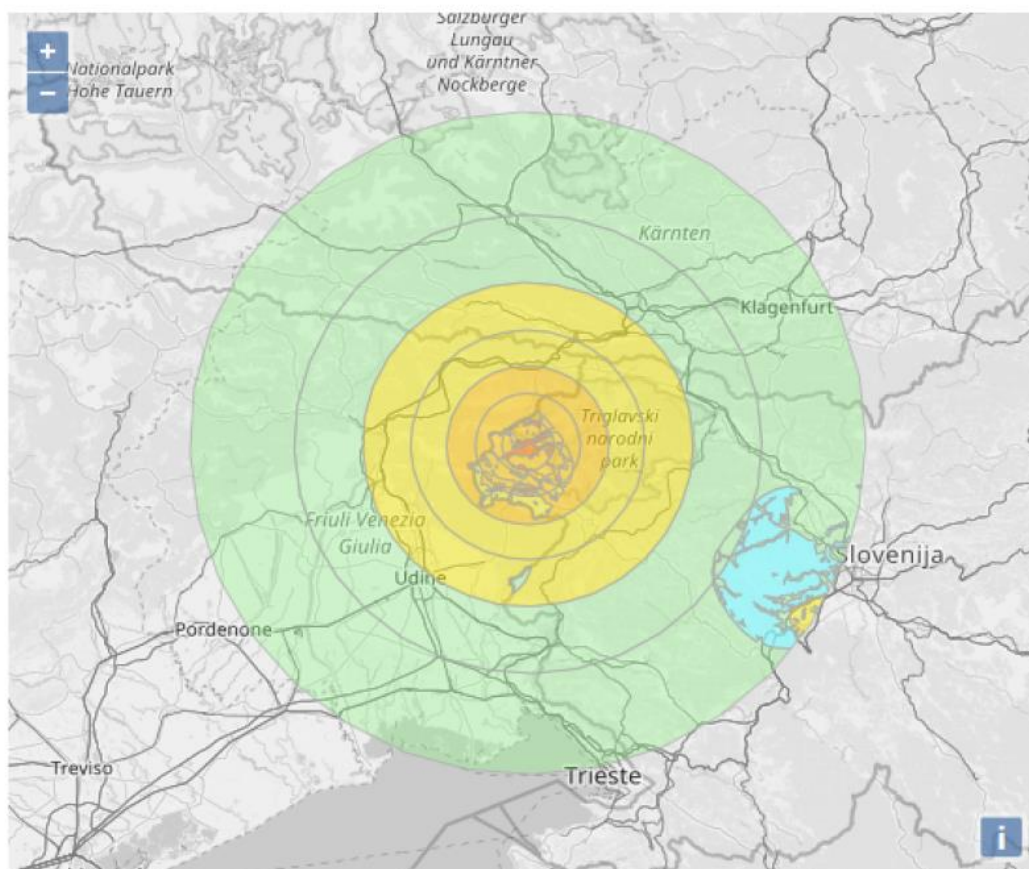 Salzburger
Lungau
und Kärntner
Nockberge
+
−
Nationalpark
Hohe Tauern
Kärnten
Klagenfurt
Triglavski
narodni
park
Friuli Venezia
Giulia
Udine
Slovenija
Pordenone
Treviso
Trieste
i